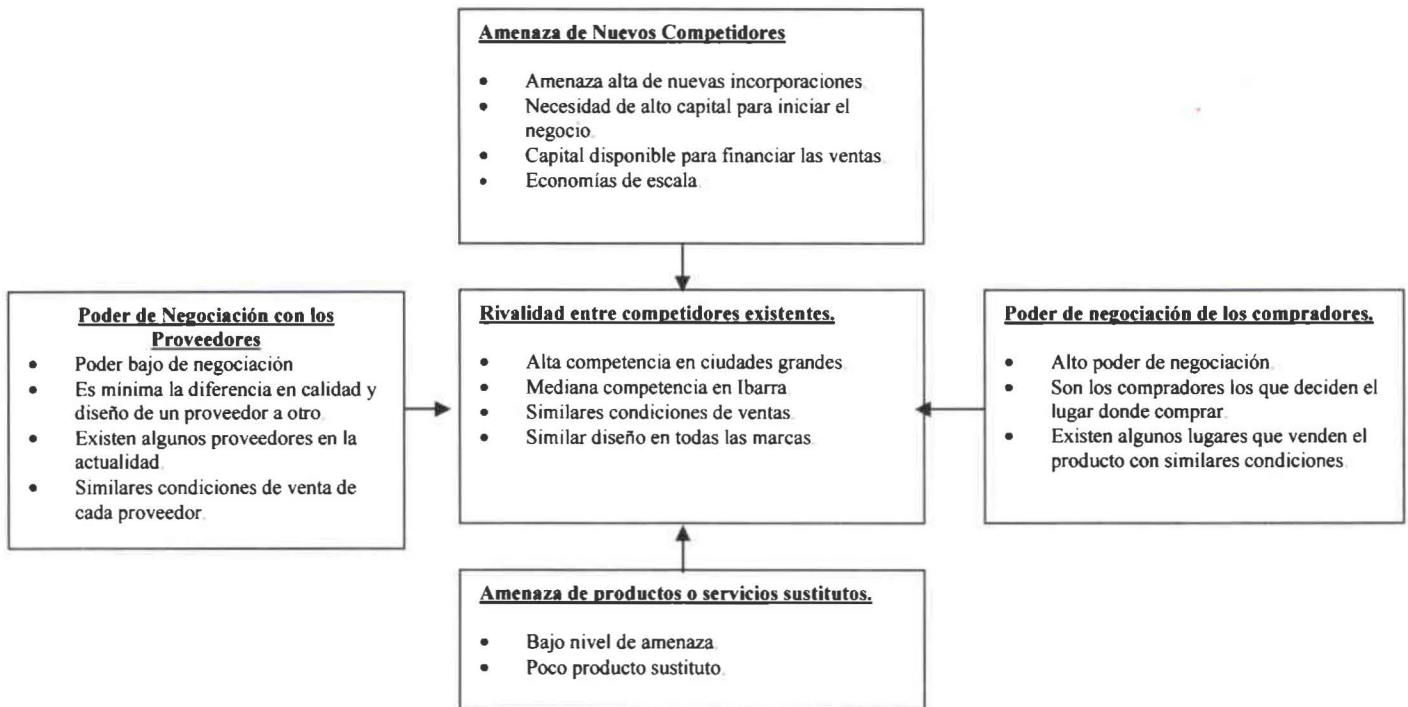 Amenaza de Nuevos Competidores
• Amenaza alta de nuevas incorporaciones.
• Necesidad de alto capital para iniciar el
negocio.
• Capital disponible para financiar las ventas.
• Economías de escala.
Poder de Negociación con los
Proveedores
• Poder bajo de negociación
• Es mínima la diferencia en calidad y
diseño de un proveedor a otro.
• Existen algunos proveedores en la
actualidad.
• Similares condiciones de venta de
cada proveedor.
Rivalidad entre competidores existentes.
• Alta competencia en ciudades grandes.
• Mediana competencia en Ibarra
• Similares condiciones de ventas.
• Similar diseño en todas las marcas.
Poder de negociación de los compradores.
• Alto poder de negociación.
• Son los compradores los que deciden el
lugar donde comprar.
• Existen algunos lugares que venden el
producto con similares condiciones.
Amenaza de productos o servicios sustitutos.
• Bajo nivel de amenaza.
• Poco producto sustituto.